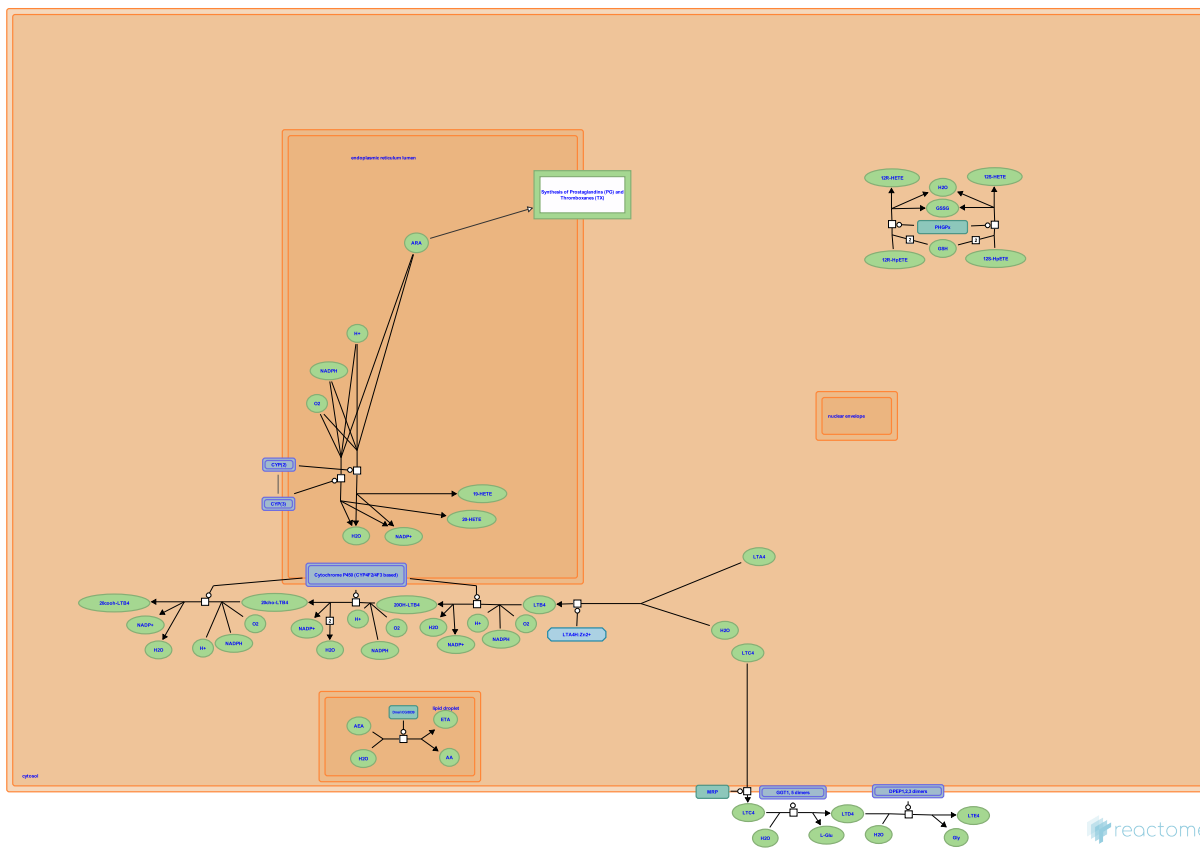 endoplasmic reticulum lumen
Synthesis of Prostaglandins (PG) and
Thromboxanes (TX)
12R-HETE
H2O
12S-HETE
GSSG
PHGPx
2
GSH
2
12R-HpETE
12S-HpETE
ARA
H+
NADPH
O2
nuclear envelope
CYP(2)
CYP(3)
19-HETE
20-HETE
H2O
NADP+
LTA4
Cytochrome P450 (CYP4F2/4F3 based)
20cooh-LTB4
20cho-LTB4
20OH-LTB4
LTB4
NADP+
H2O
H+
NADPH
O2
NADP+
2
H2O
H+
NADPH
O2
H2O
NADP+
H+
NADPH
O2
LTA4H:Zn2+
H2O
LTC4
lipid droplet
AEA
ETA
H2O
AA
cytosol
MRP
GGT1, 5 dimers
DPEP1,2,3 dimers
LTC4
LTD4
LTE4
H2O
L-Glu
H2O
Gly
reactome